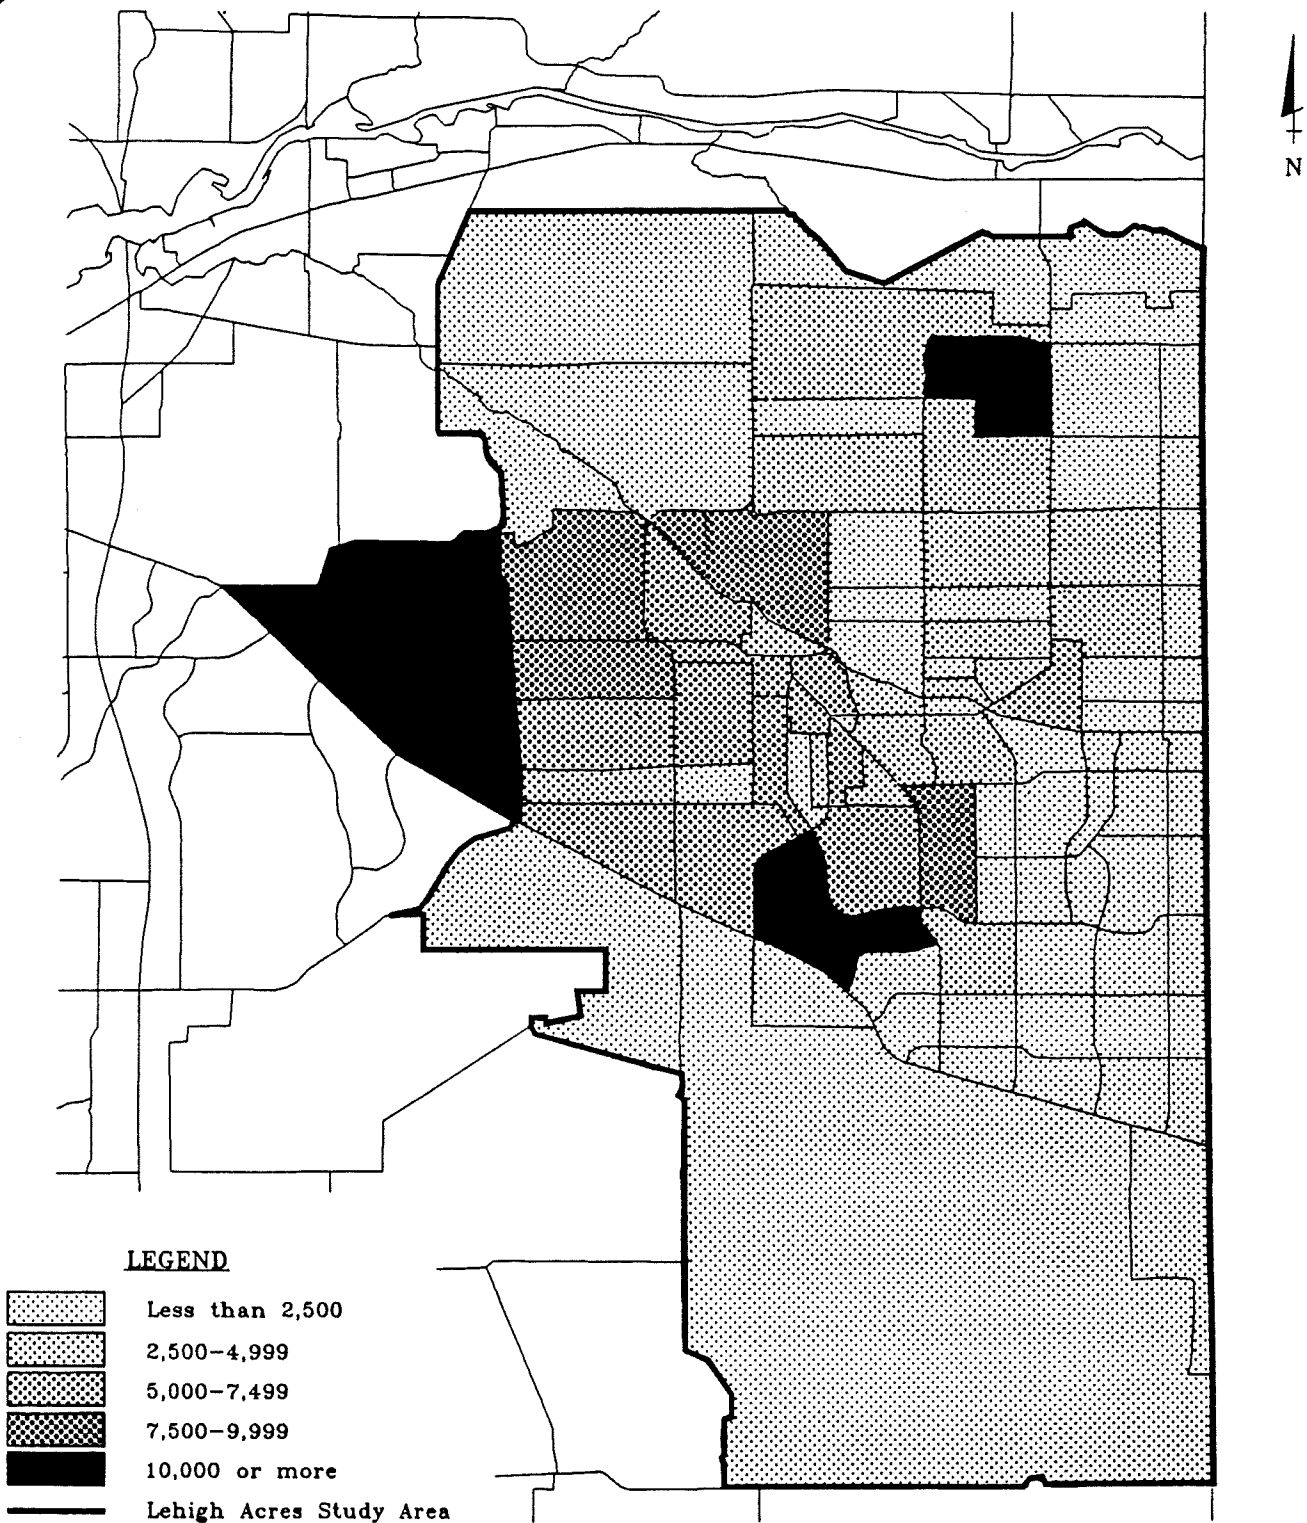 N
LEGEND
Less than 2,500
2,500-4,999
5,000-7,499
7,500-9,999
10,000 or more
Lehigh Acres Study Area